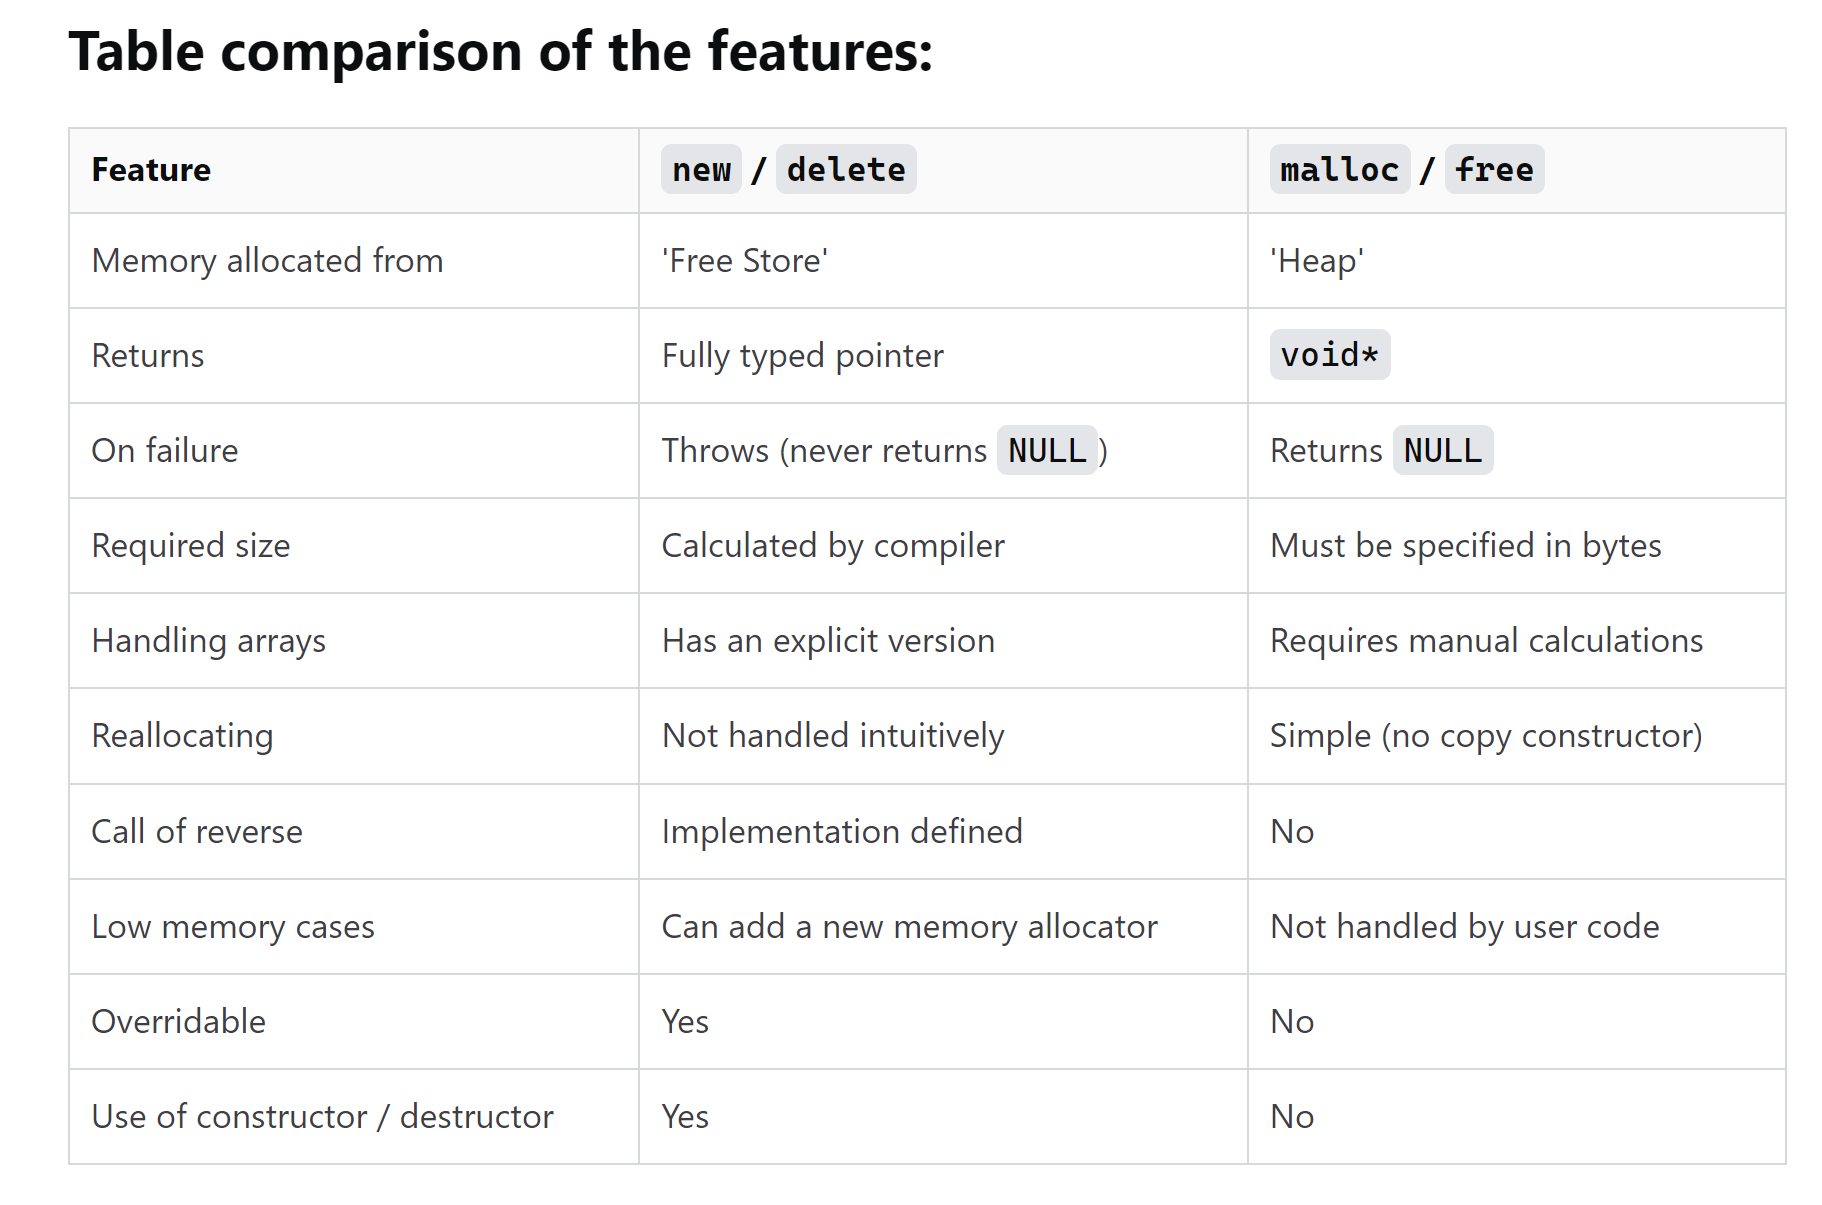 Table comparison of the features:
Feature new / delete malloc / free
Memory allocated from 'Free Store' 'Heap'
Returns Fully typed pointer void*
On failure Throws (never returns NULL) Returns NULL
Required size Calculated by compiler Must be specified in bytes
Handling arrays Has an explicit version Requires manual calculations
Reallocating Not handled intuitively Simple (no copy constructor)
Call of reverse Implementation defined No
Low memory cases Can add a new memory allocator Not handled by user code
Overridable Yes No
Use of constructor / destructor Yes No